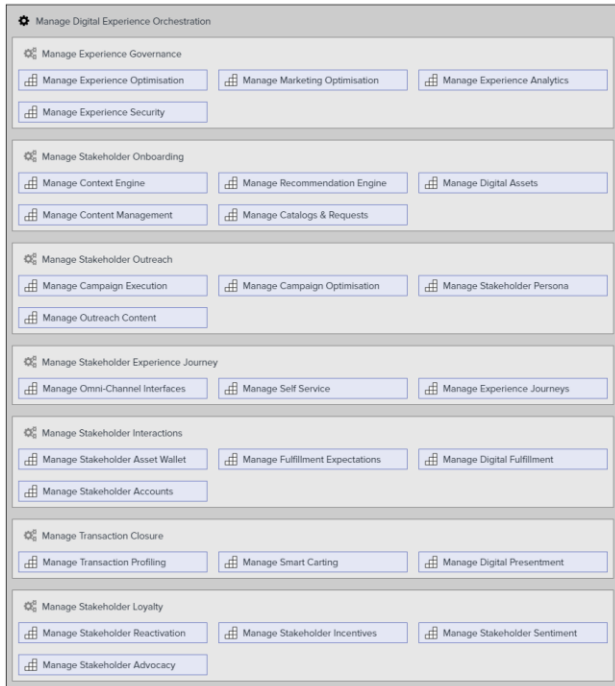 Manage Digital Experience Orchestration
Manage Experience Governance
Manage Experience Optimisation
Manage Marketing Optimisation
Manage Experience Analytics
Manage Experience Security
Manage Stakeholder Onboarding
Manage Context Engine
Manage Recommendation Engine
Manage Digital Assets
Manage Content Management
Manage Catalogs & Requests
Manage Stakeholder Outreach
Manage Campaign Execution
Manage Campaign Optimisation
Manage Stakeholder Persona
Manage Outreach Content
Manage Stakeholder Experience Journey
Manage Omni-Channel Interfaces
Manage Self Service
Manage Experience Journeys
Manage Stakeholder Interactions
Manage Stakeholder Asset Wallet
Manage Fulfillment Expectations
Manage Digital Fulfillment
Manage Stakeholder Accounts
Manage Transaction Closure
Manage Transaction Profiling
Manage Smart Carting
Manage Digital Presentment
Manage Stakeholder Loyalty
Manage Stakeholder Reactivation
Manage Stakeholder Incentives
Manage Stakeholder Sentiment
Manage Stakeholder Advocacy